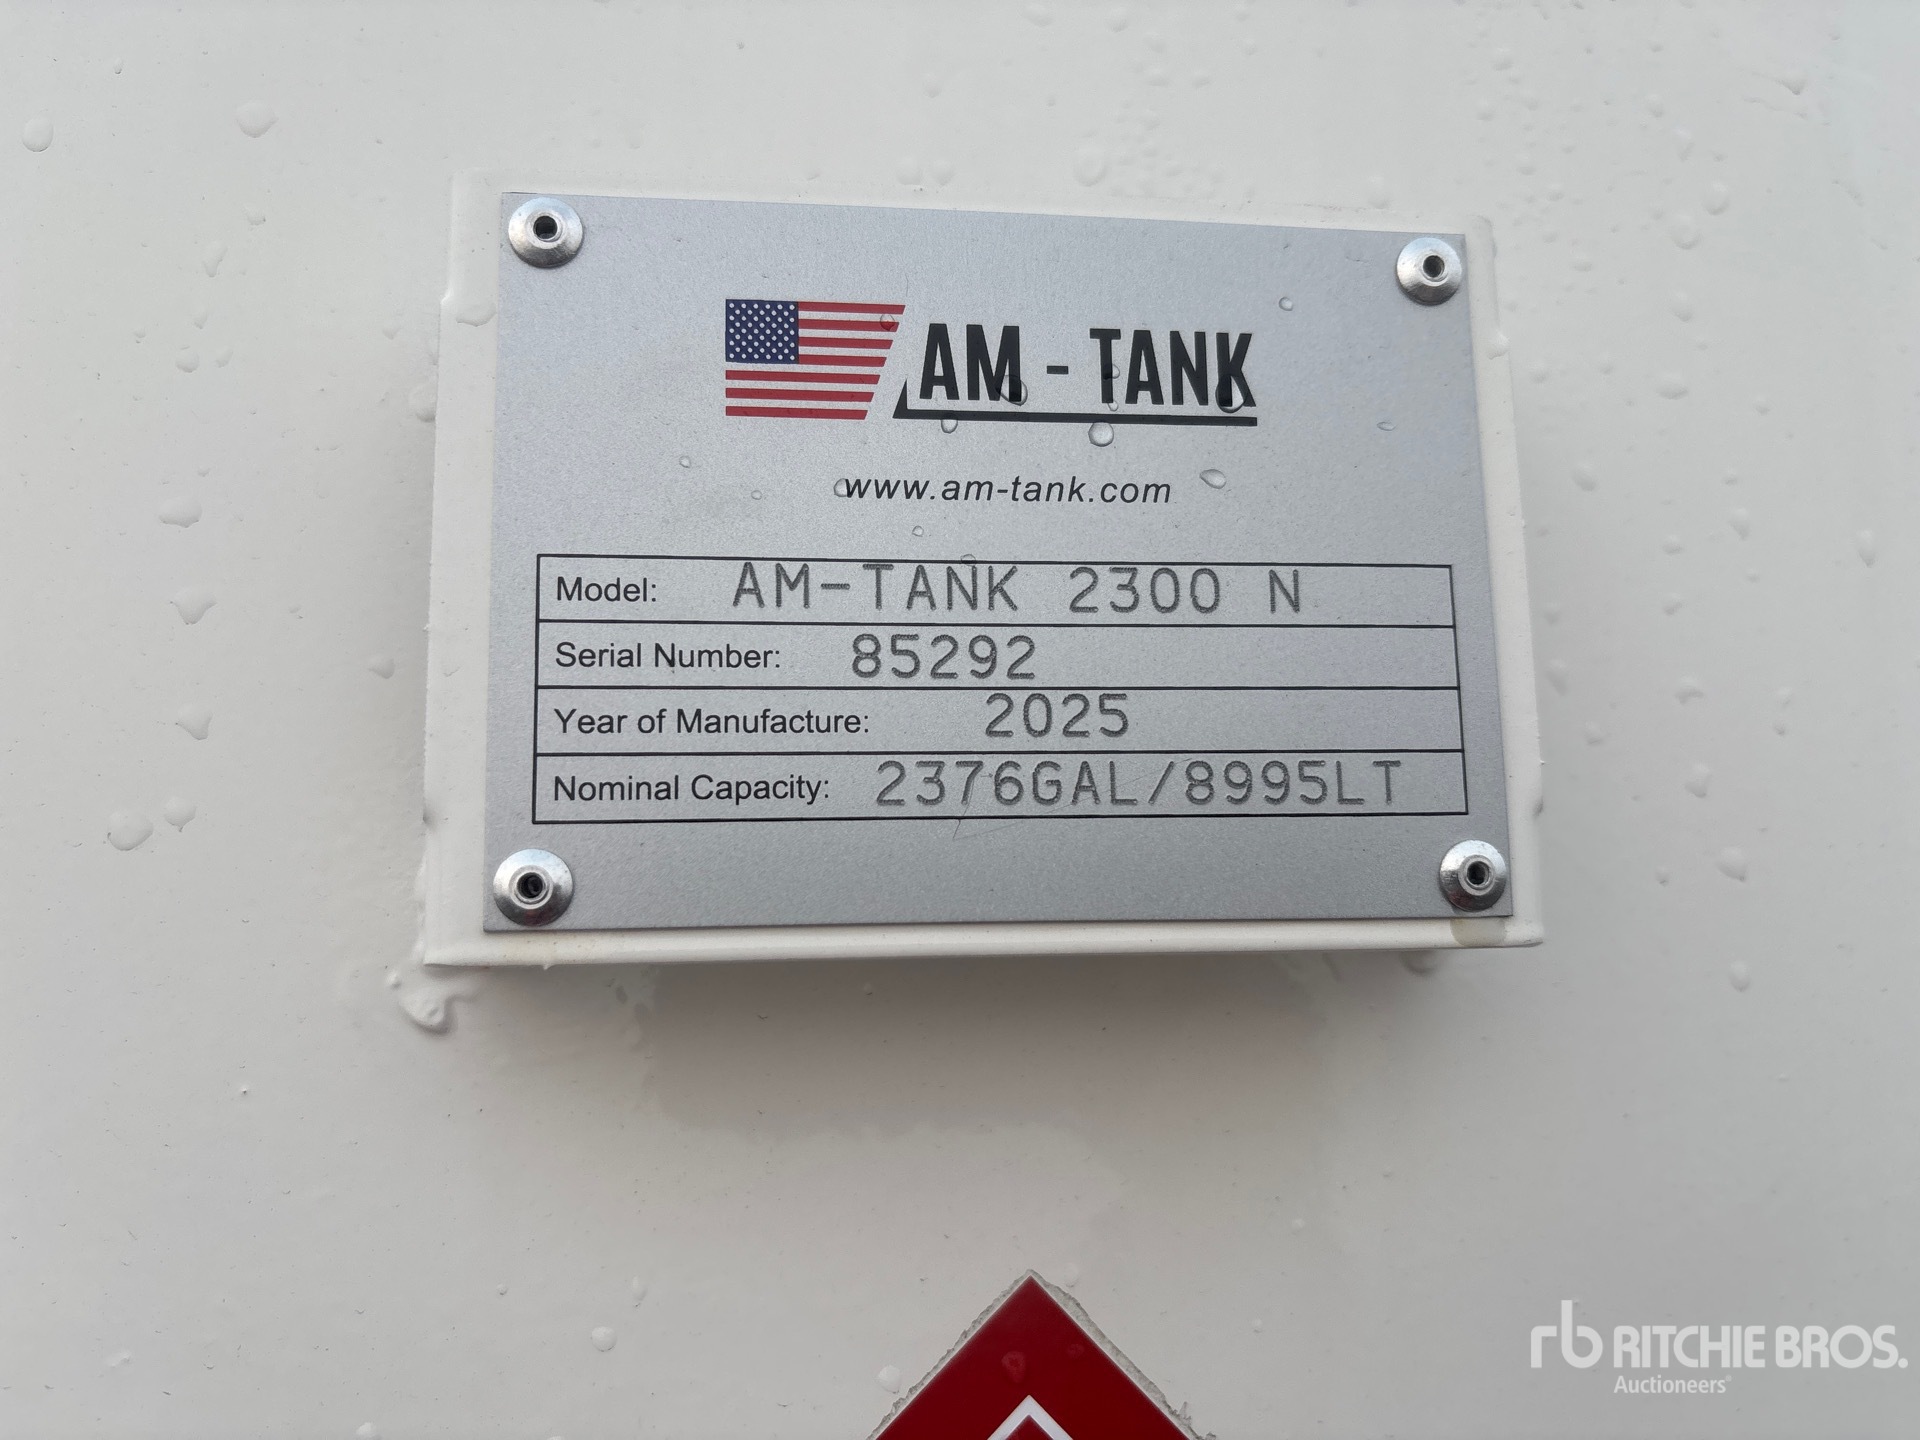 AM - TANK
www.am-tank.com
Model: AM-TANK 2300 N
Serial Number: 85292
Year of Manufacture: 2025
Nominal Capacity: 2376GAL/8995LT
rb RITCHIE BROS.
Auctioneers